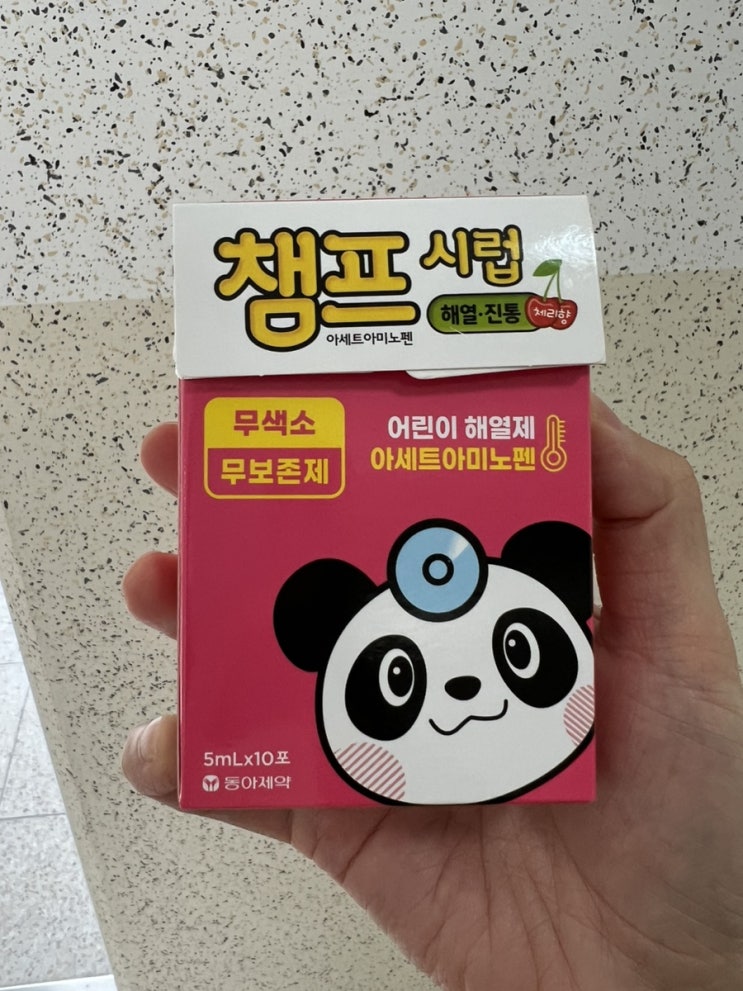 챔프 시럽
해열·진통 체리향
아세트아미노펜
무색소
무보존제
어린이 해열제
아세트아미노펜
5mLx10포
동아제약